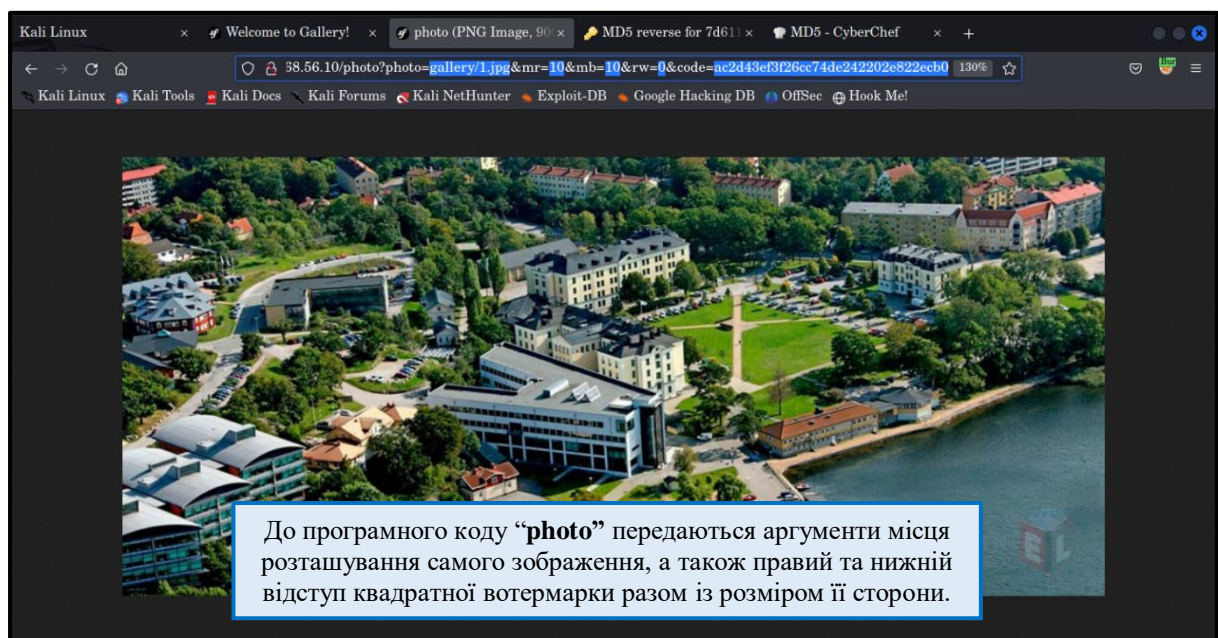 Kali Linux × Welcome to Gallery! × photo (PNG Image, 90 × MD5 reverse for 7d611 × MD5 - CyberChef × +
68.56.10/photo?photo=gallery/1.jpg&mr=10&mb=10&rw=0&code=ac2d43ef3f26cc74de242202e822ecb0 130%
Kali Linux Kali Tools Kali Docs Kali Forums Kali NetHunter Exploit-DB Google Hacking DB OffSec Hook Me!
До програмного коду “photo” передаються аргументи місця
розташування самого зображення, а також правий та нижній
відступ квадратної вотермарки разом із розміром її сторони.